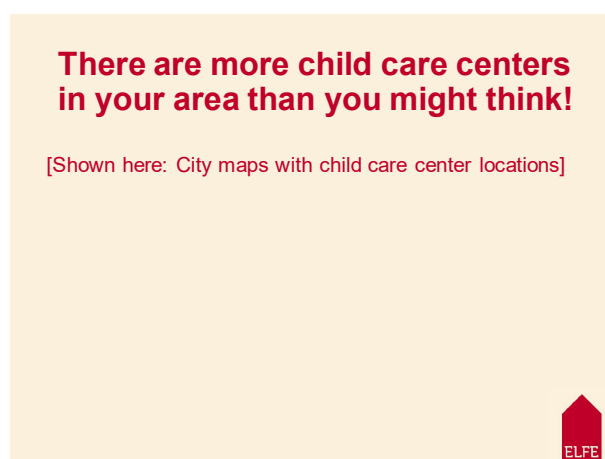 There are more child care centers
in your area than you might think!
[Shown here: City maps with child care center locations]
ELFE